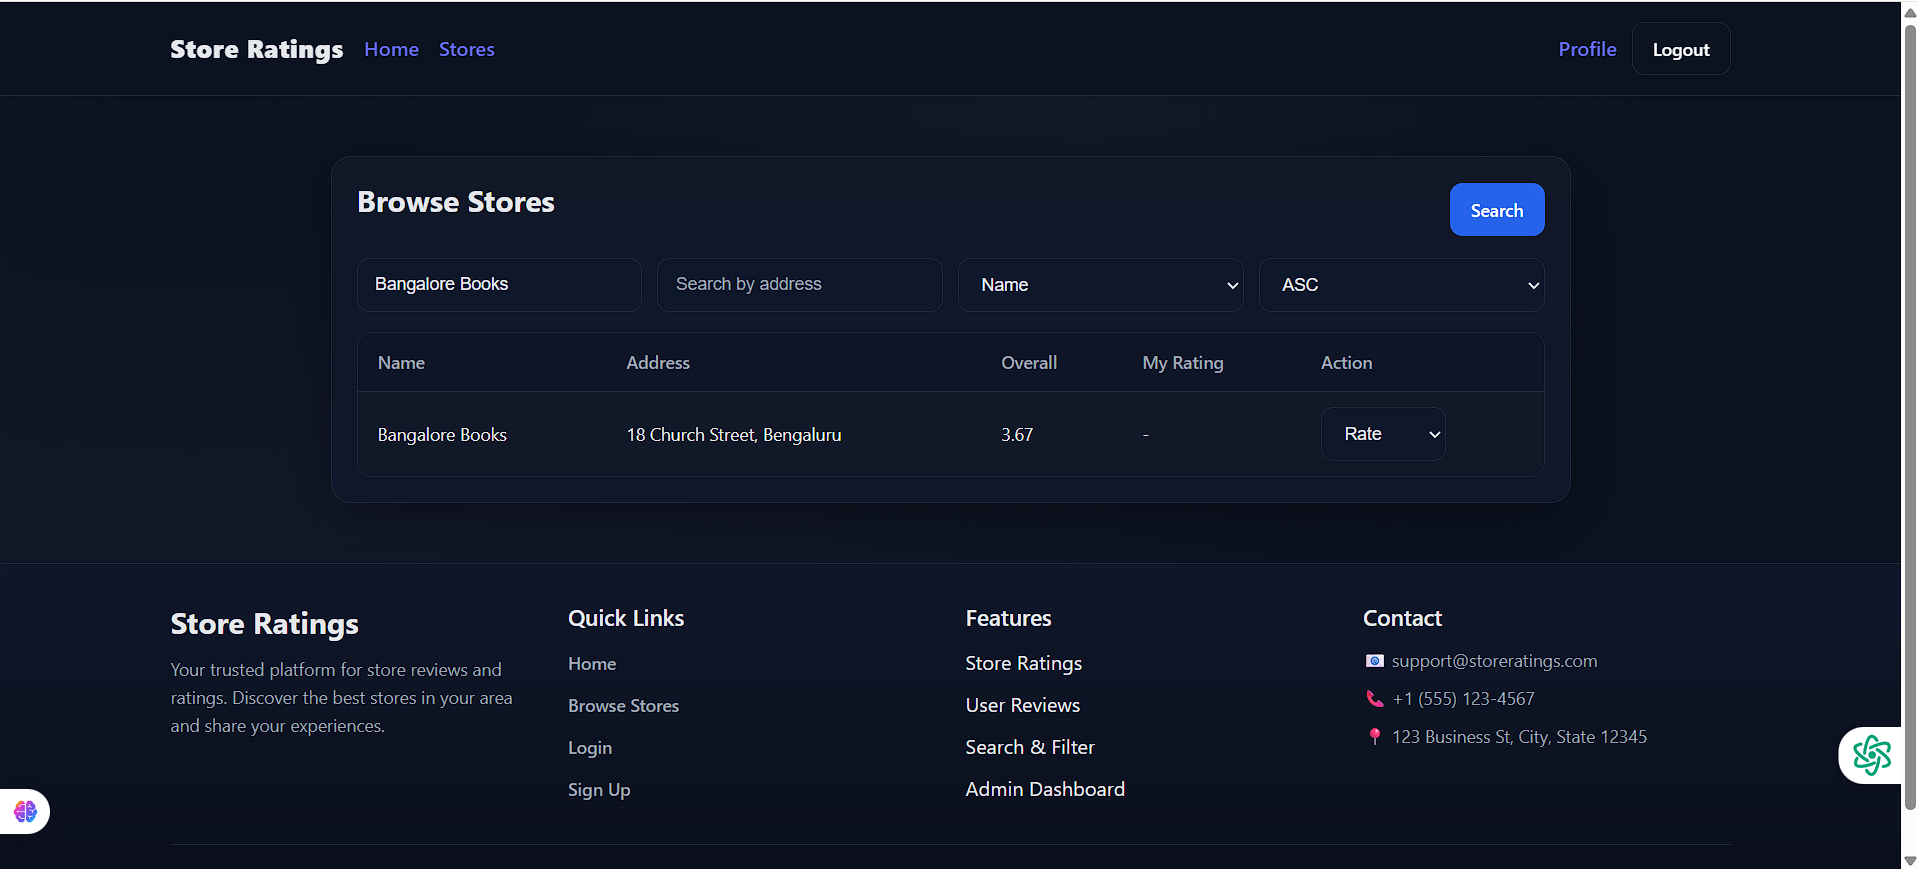 Store Ratings Home Stores Profile Logout
Browse Stores
Search
Bangalore Books Search by address Name ASC
Name Address Overall My Rating Action
Bangalore Books 18 Church Street, Bengaluru 3.67 - Rate
Store Ratings
Your trusted platform for store reviews and
ratings. Discover the best stores in your area
and share your experiences.
Quick Links
Home
Browse Stores
Login
Sign Up
Features
Store Ratings
User Reviews
Search & Filter
Admin Dashboard
Contact
support@storeratings.com
+1 (555) 123-4567
123 Business St, City, State 12345